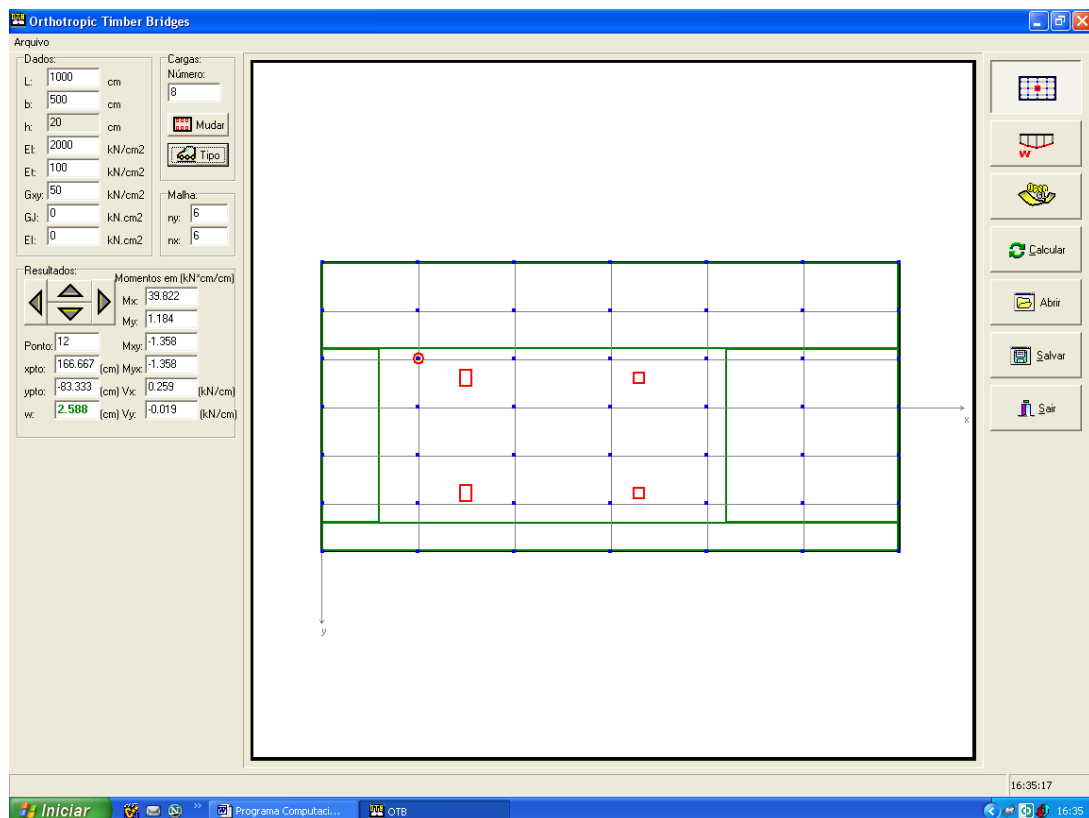 Orthotropic Timber Bridges
Arquivo
Dados:
L: 1000 cm
b: 500 cm
h: 20 cm
El: 2000 kN/cm2
Et: 100 kN/cm2
Gxy: 50 kN/cm2
GJ: 0 kN.cm2
EI: 0 kN.cm2
Cargas:
Número:
8
Mudar
Tipo
Malha:
ny: 6
nx: 6
Resultados:
Momentos em (kN*cm/cm)
Mx: 39.822
My: 1.184
Ponto: 12 Mxy: -1.358
xpto: 166.667 (cm) Myx: -1.358
ypto: -83.333 (cm) Vx: 0.259 (kN/cm)
w: 2.588 (cm) Vy: -0.019 (kN/cm)
x
y
w
Open
Calcular
Abrir
Salvar
Sair
16:35:17
Iniciar
Programa Computaci...
OTB
16:35